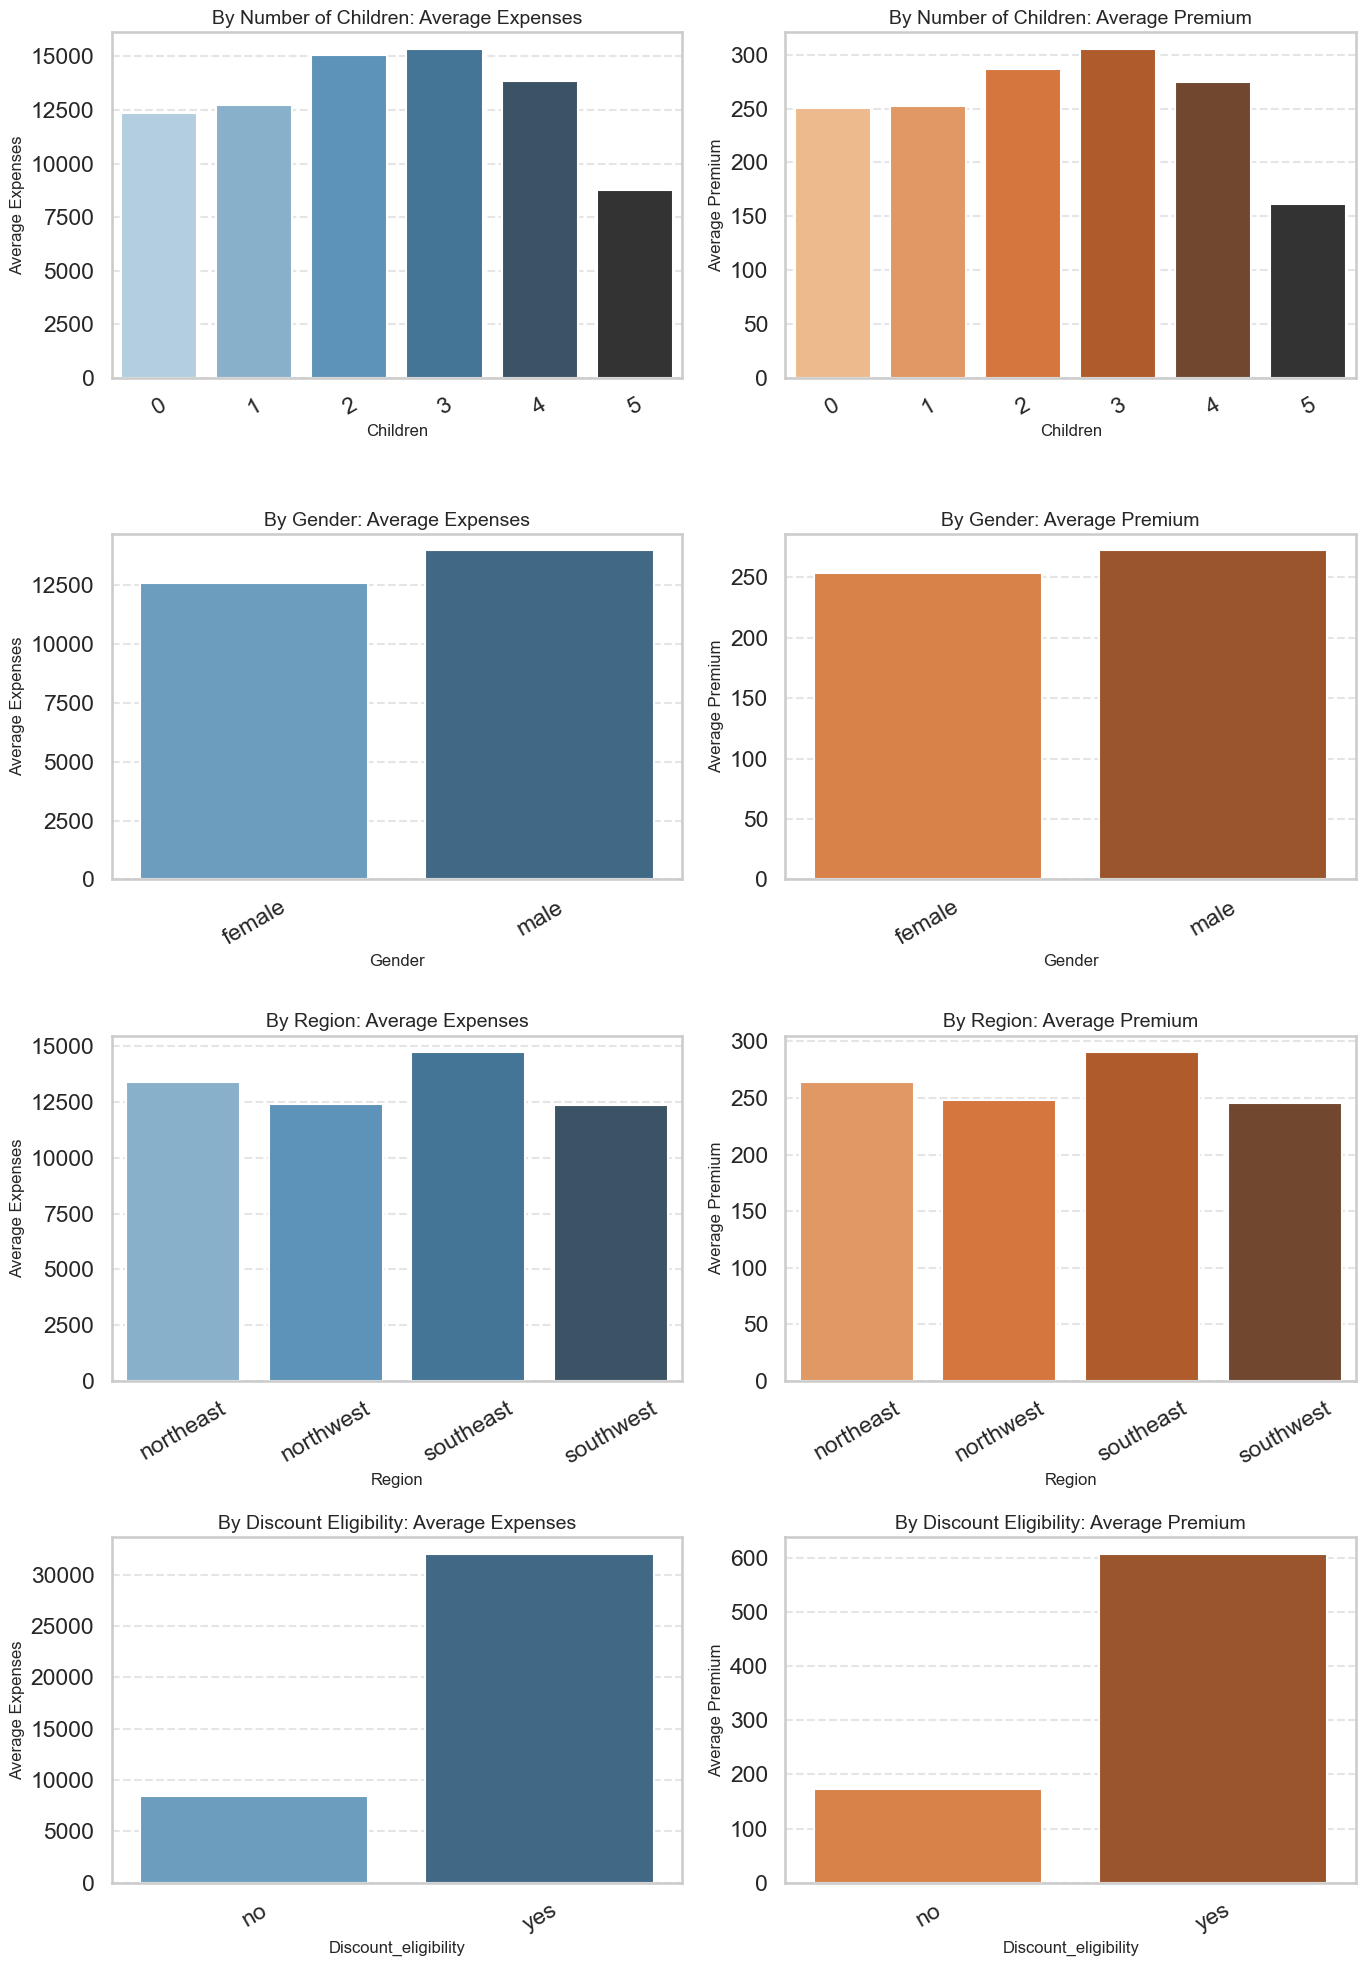 By Number of Children: Average Expenses
Average Expenses
15000
12500
10000
7500
5000
2500
0
0 1 2 3 4 5
Children
By Number of Children: Average Premium
Average Premium
300
250
200
150
100
50
0
0 1 2 3 4 5
Children
By Gender: Average Expenses
Average Expenses
12500
10000
7500
5000
2500
0
female male
Gender
By Gender: Average Premium
Average Premium
250
200
150
100
50
0
female male
Gender
By Region: Average Expenses
Average Expenses
15000
12500
10000
7500
5000
2500
0
northeast northwest southeast southwest
Region
By Region: Average Premium
Average Premium
300
250
200
150
100
50
0
northeast northwest southeast southwest
Region
By Discount Eligibility: Average Expenses
Average Expenses
30000
25000
20000
15000
10000
5000
0
no yes
Discount_eligibility
By Discount Eligibility: Average Premium
Average Premium
600
500
400
300
200
100
0
no yes
Discount_eligibility